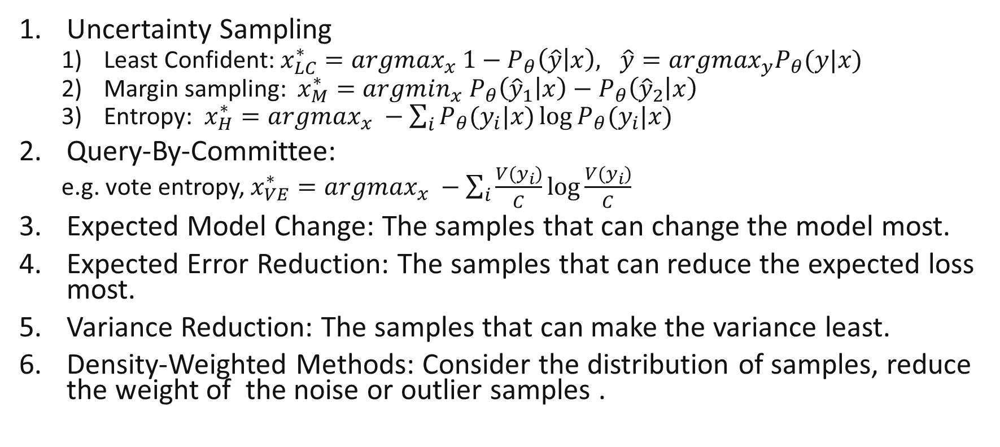 1. Uncertainty Sampling
1) Least Confident: $x^*_{LC} = argmax_x \, 1 - P_\theta(\hat{y}|x), \;\; \hat{y} = argmax_y P_\theta(y|x)$
2) Margin sampling: $x^*_M = argmin_x \, P_\theta(\hat{y}_1|x) - P_\theta(\hat{y}_2|x)$
3) Entropy: $x^*_H = argmax_x \, -\sum_i P_\theta(y_i|x) \log P_\theta(y_i|x)$
2. Query-By-Committee:
e.g. vote entropy, $x^*_{VE} = argmax_x \, -\sum_i \frac{V(y_i)}{C} \log \frac{V(y_i)}{C}$
3. Expected Model Change: The samples that can change the model most.
4. Expected Error Reduction: The samples that can reduce the expected loss
most.
5. Variance Reduction: The samples that can make the variance least.
6. Density-Weighted Methods: Consider the distribution of samples, reduce
the weight of the noise or outlier samples .